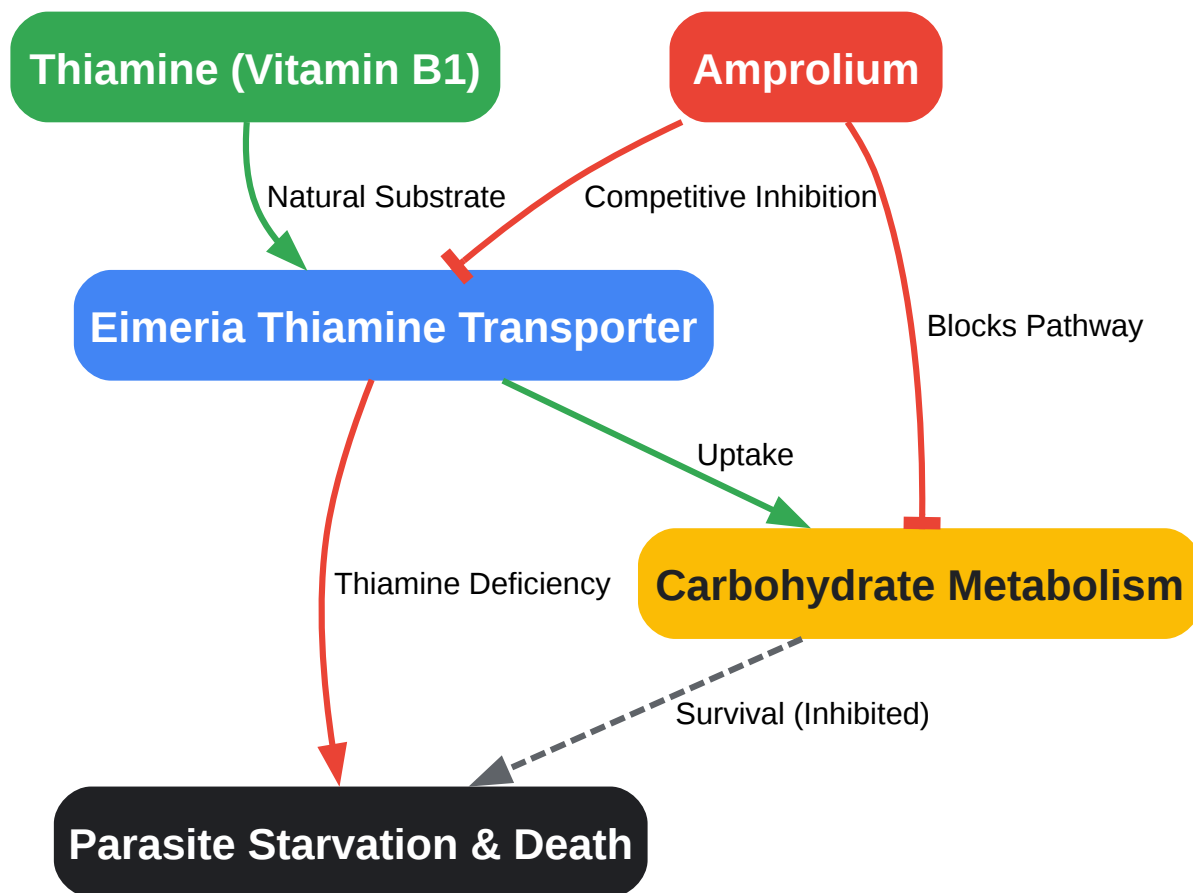 Thiamine (Vitamin B1)
Amprolium
Natural Substrate
Competitive Inhibition
Eimeria Thiamine Transporter
Blocks Pathway
Uptake
Thiamine Deficiency
Carbohydrate Metabolism
Survival (Inhibited)
Parasite Starvation & Death